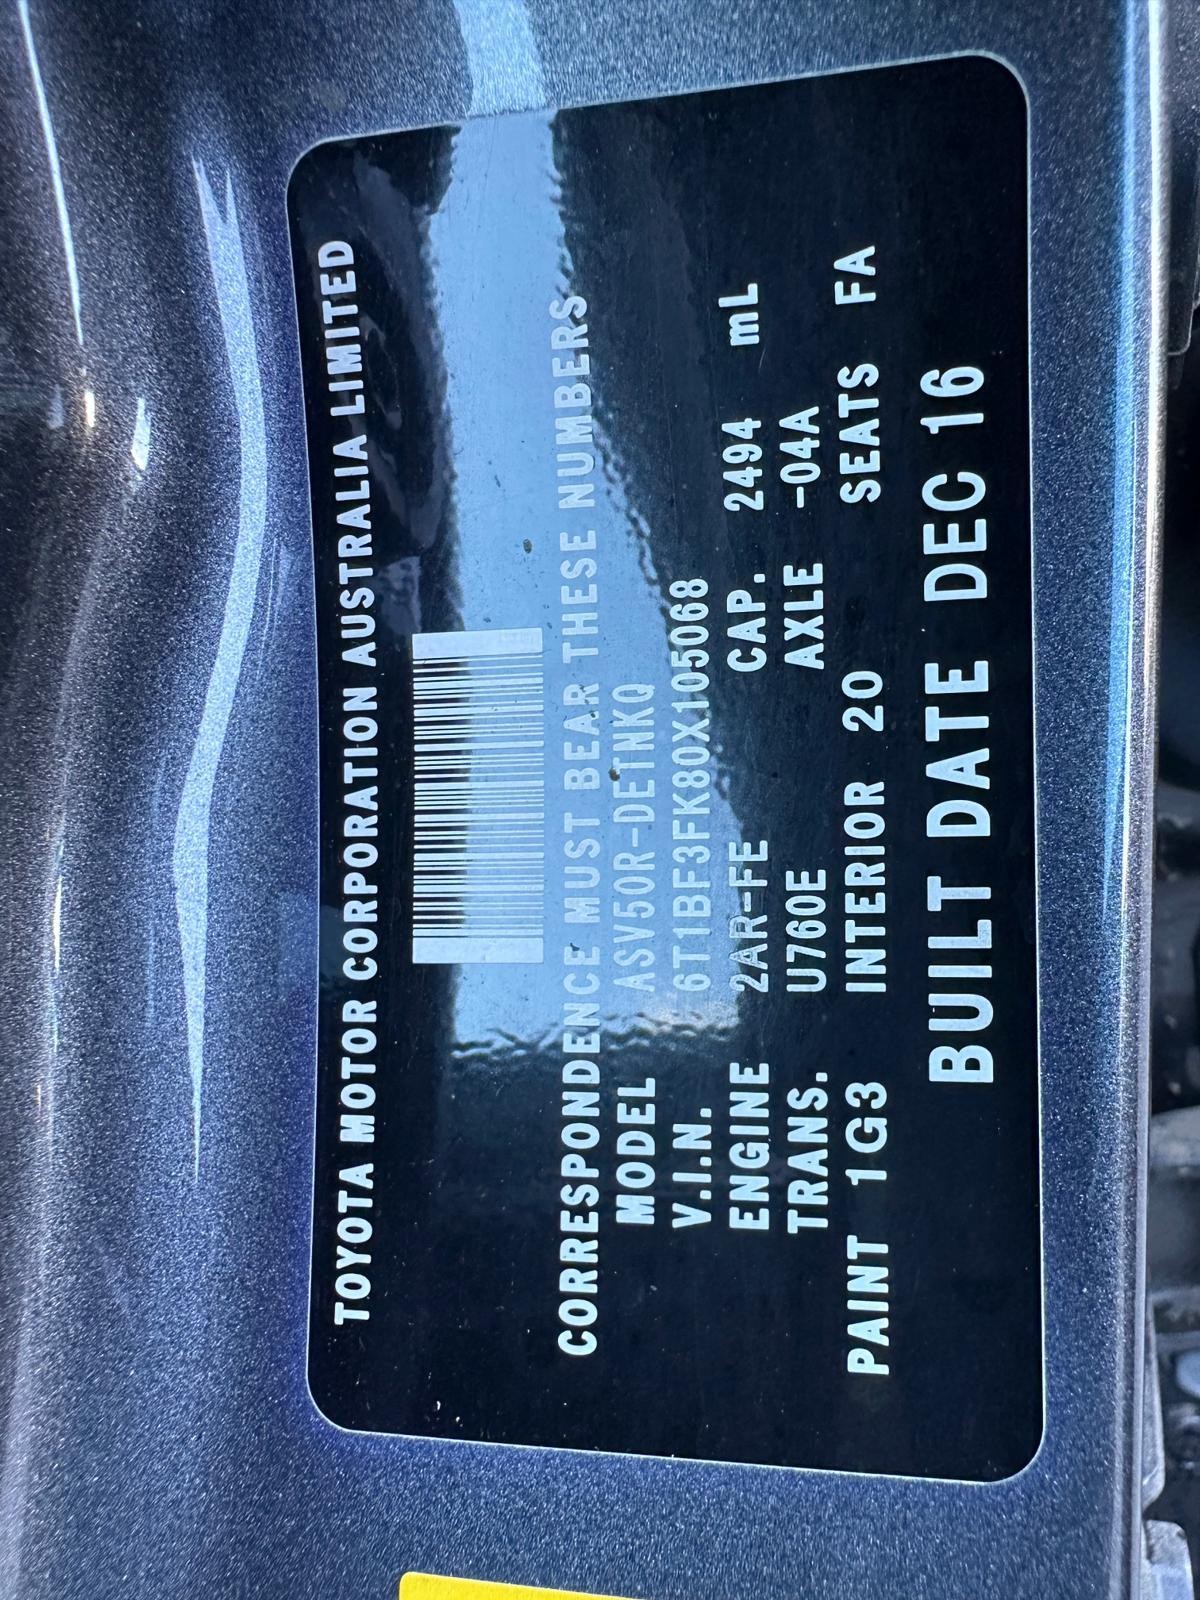 TOYOTA MOTOR CORPORATION AUSTRALIA LIMITED
CORRESPONDENCE MUST BEAR THESE NUMBERS
MODEL ASV50R-DETNKQ
V.I.N. 6T1BF3FK80X105068
ENGINE 2AR-FE CAP. 2494 mL
TRANS. U760E AXLE -04A
PAINT 1G3 INTERIOR 20 SEATS FA
BUILT DATE DEC 16